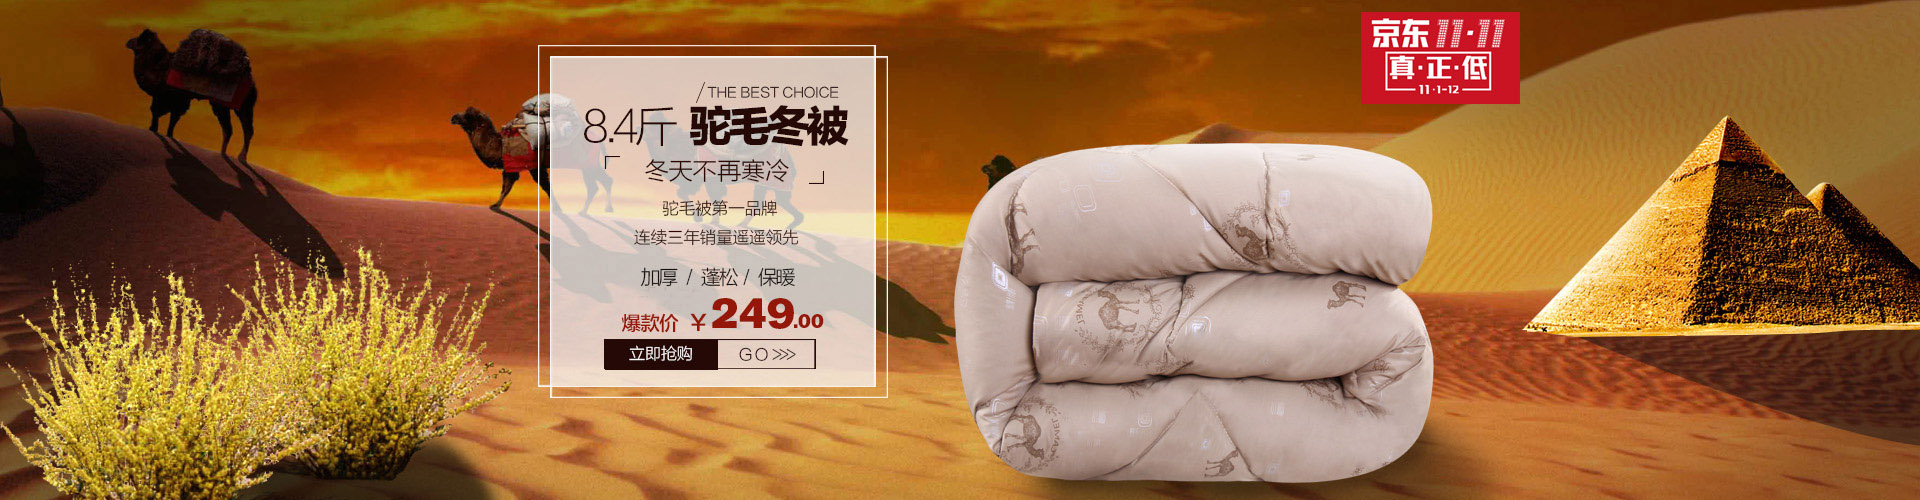 /THE BEST CHOICE
8.4斤 驼毛冬被
「冬天不再寒冷」
驼毛被第一品牌
连续三年销量遥遥领先
加厚 / 蓬松 / 保暖
爆款价 ¥249.00
立即抢购 GO>>>
京东11·11
真·正·低
11·1-12